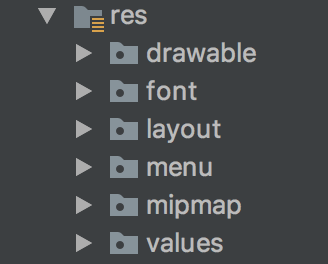 res
drawable
font
layout
menu
mipmap
values